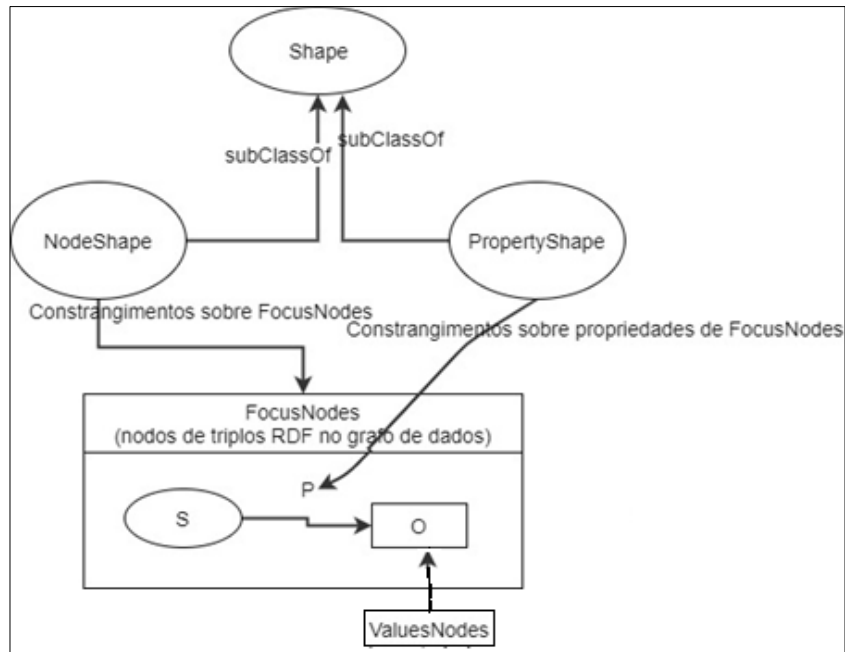 Shape
subClassOf
subClassOf
NodeShape
PropertyShape
Constrangimentos sobre FocusNodes
Constrangimentos sobre propriedades de FocusNodes
FocusNodes
(nodos de triplos RDF no grafo de dados)
P
S
O
ValuesNodes